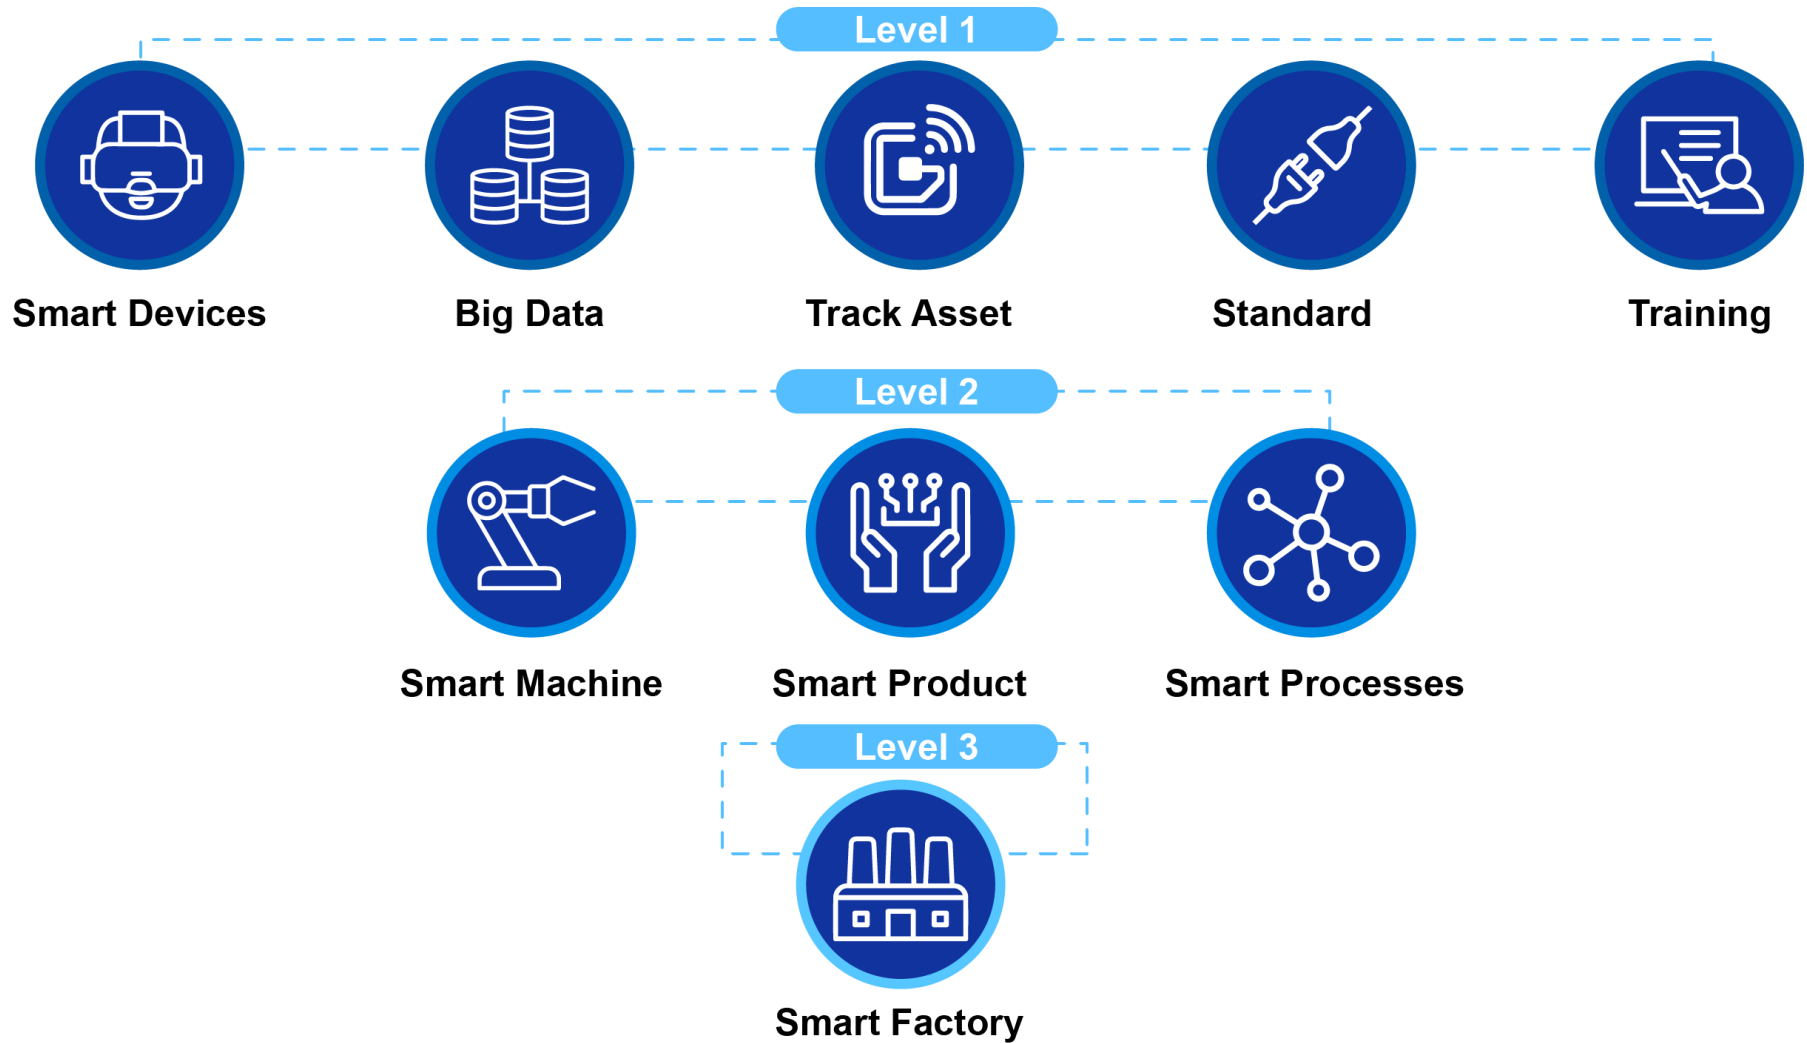 Level 1
Smart Devices
Big Data
Track Asset
Standard
Training
Level 2
Smart Machine
Smart Product
Smart Processes
Level 3
Smart Factory